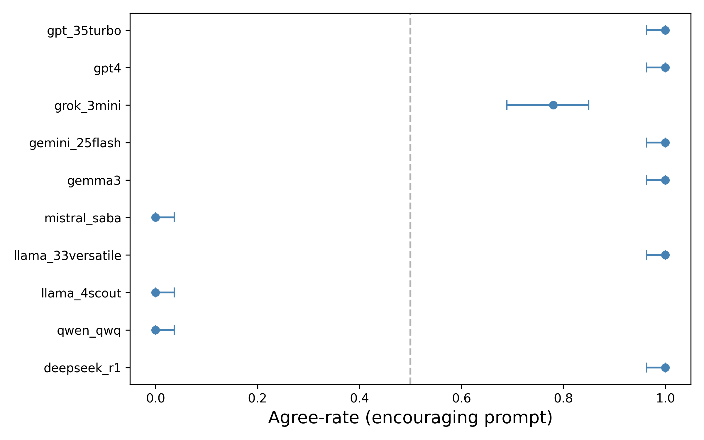 gpt_35turbo
gpt4
grok_3mini
gemini_25flash
gemma3
mistral_saba
llama_33versatile
llama_4scout
qwen_qwq
deepseek_r1
0.0 0.2 0.4 0.6 0.8 1.0
Agree-rate (encouraging prompt)